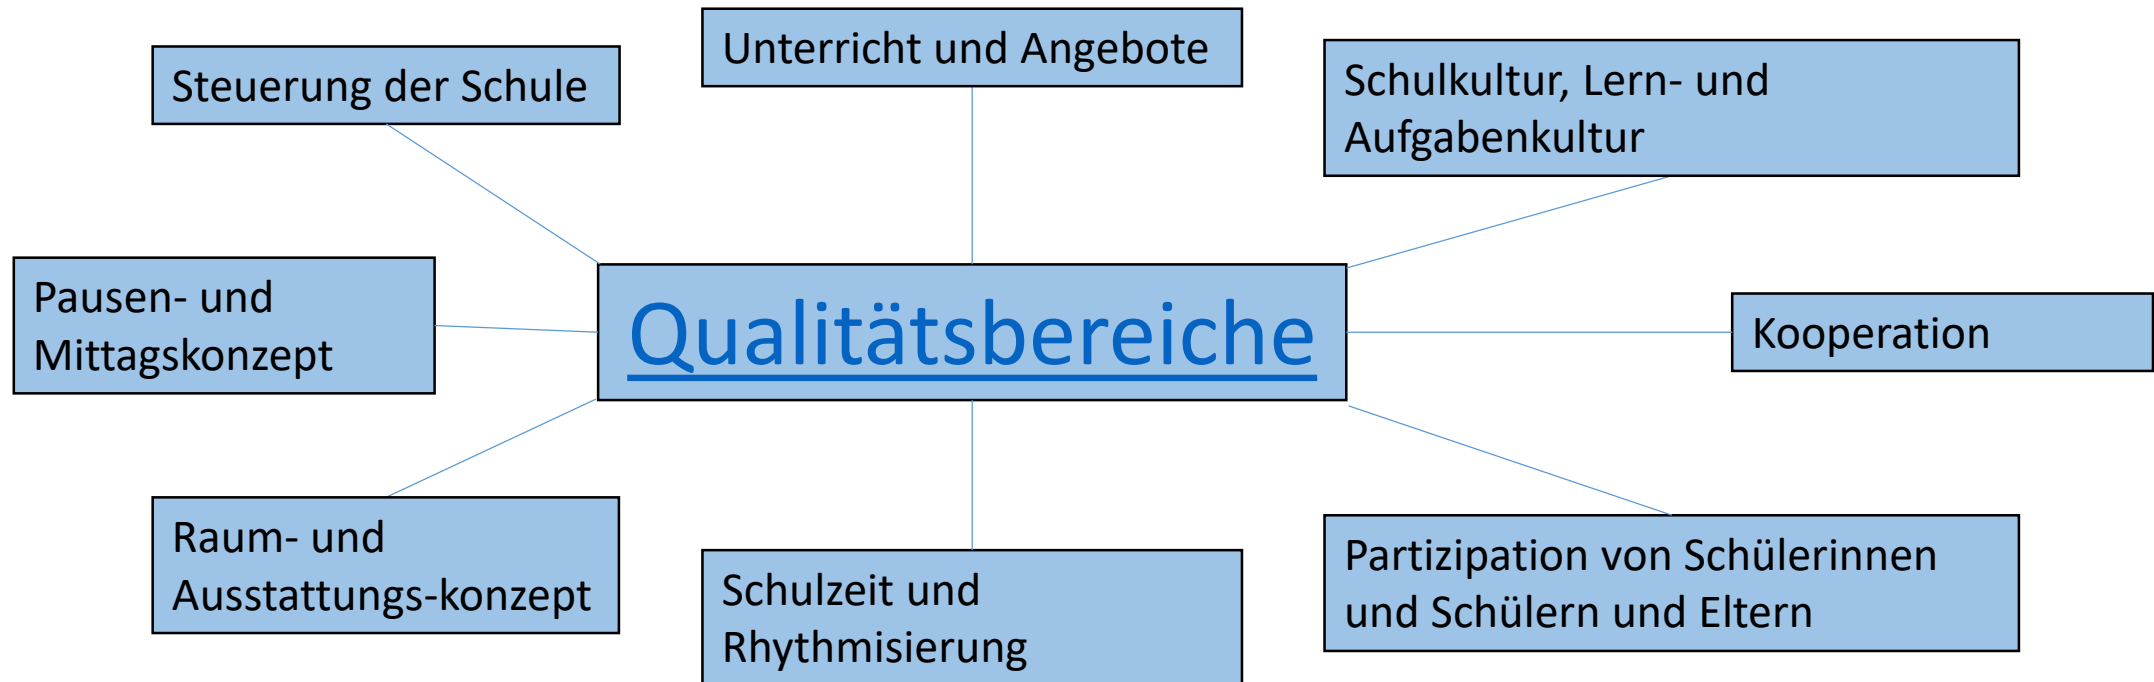 Unterricht und Angebote
Steuerung der Schule
Schulkultur, Lern- und
Aufgabenkultur
Pausen- und
Mittagskonzept
Qualitätsbereiche
Kooperation
Raum- und
Ausstattungs-konzept
Schulzeit und
Rhythmisierung
Partizipation von Schülerinnen
und Schülern und Eltern